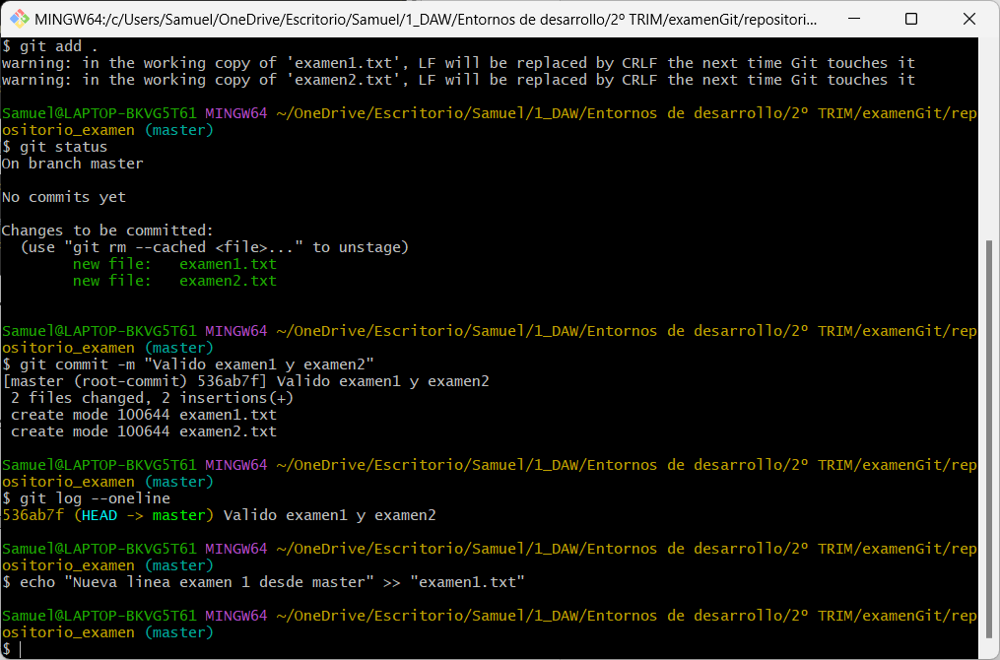 MINGW64:/c/Users/Samuel/OneDrive/Escritorio/Samuel/1_DAW/Entornos de desarrollo/2º TRIM/examenGit/repositori...
$ git add .
warning: in the working copy of 'examen1.txt', LF will be replaced by CRLF the next time Git touches it
warning: in the working copy of 'examen2.txt', LF will be replaced by CRLF the next time Git touches it
Samuel@LAPTOP-BKVG5T61 MINGW64 ~/OneDrive/Escritorio/Samuel/1_DAW/Entornos de desarrollo/2º TRIM/examenGit/rep
ositorio_examen (master)
$ git status
On branch master
No commits yet
Changes to be committed:
  (use "git rm --cached <file>..." to unstage)
        new file:   examen1.txt
        new file:   examen2.txt
Samuel@LAPTOP-BKVG5T61 MINGW64 ~/OneDrive/Escritorio/Samuel/1_DAW/Entornos de desarrollo/2º TRIM/examenGit/rep
ositorio_examen (master)
$ git commit -m "Valido examen1 y examen2"
[master (root-commit) 536ab7f] Valido examen1 y examen2
 2 files changed, 2 insertions(+)
 create mode 100644 examen1.txt
 create mode 100644 examen2.txt
Samuel@LAPTOP-BKVG5T61 MINGW64 ~/OneDrive/Escritorio/Samuel/1_DAW/Entornos de desarrollo/2º TRIM/examenGit/rep
ositorio_examen (master)
$ git log --oneline
536ab7f (HEAD -> master) Valido examen1 y examen2
Samuel@LAPTOP-BKVG5T61 MINGW64 ~/OneDrive/Escritorio/Samuel/1_DAW/Entornos de desarrollo/2º TRIM/examenGit/rep
ositorio_examen (master)
$ echo "Nueva linea examen 1 desde master" >> "examen1.txt"
Samuel@LAPTOP-BKVG5T61 MINGW64 ~/OneDrive/Escritorio/Samuel/1_DAW/Entornos de desarrollo/2º TRIM/examenGit/rep
ositorio_examen (master)
$